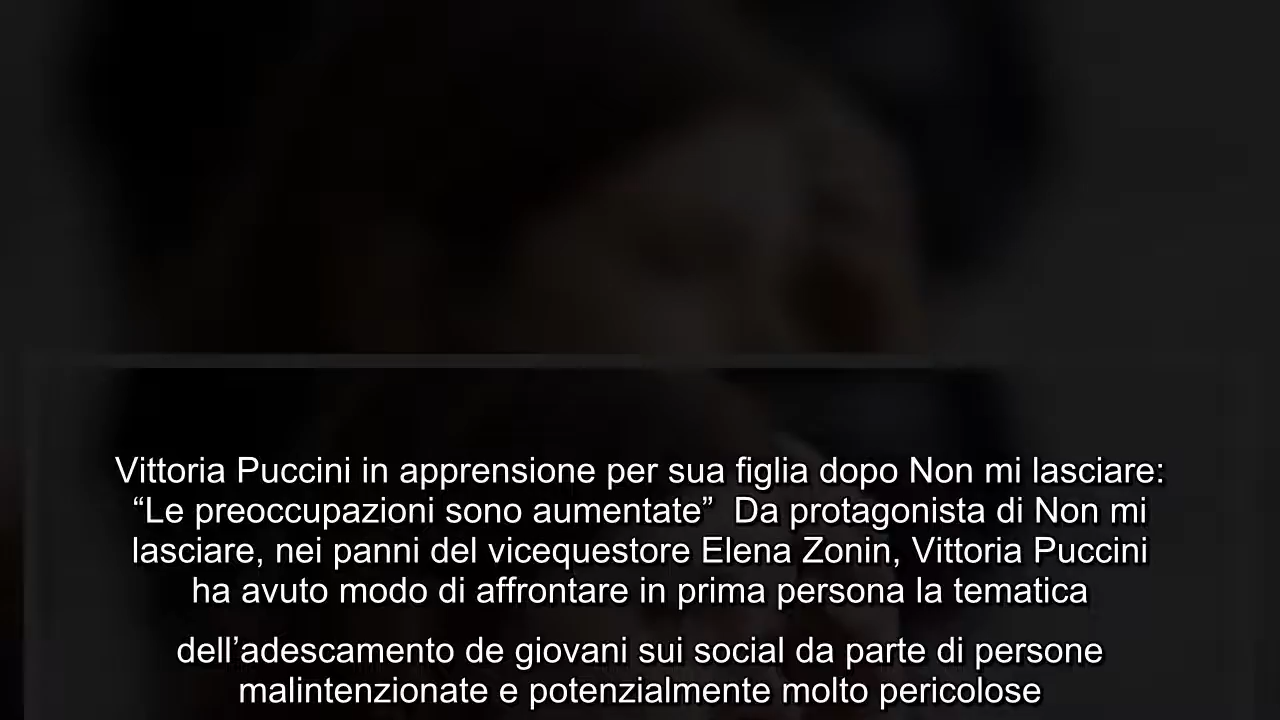 Vittoria Puccini in apprensione per sua figlia dopo Non mi lasciare:
“Le preoccupazioni sono aumentate”  Da protagonista di Non mi
lasciare, nei panni del vicequestore Elena Zonin, Vittoria Puccini
ha avuto modo di affrontare in prima persona la tematica
dell’adescamento de giovani sui social da parte di persone
malintenzionate e potenzialmente molto pericolose